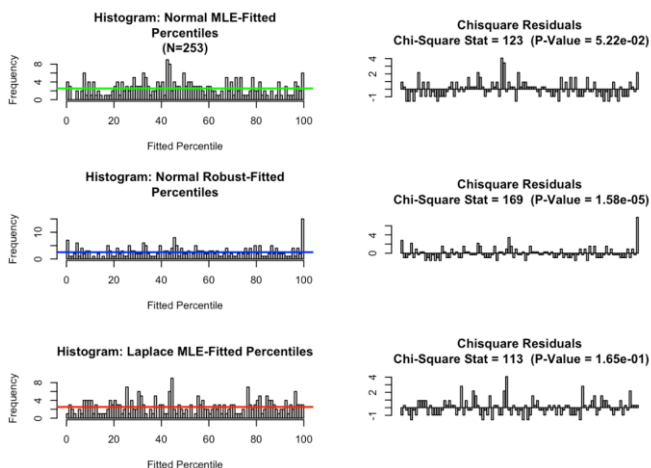 Histogram: Normal MLE-Fitted
Percentiles
(N=253)
Frequency
0 4 8
0 20 40 60 80 100
Fitted Percentile
Chisquare Residuals
Chi-Square Stat = 123 (P-Value = 5.22e-02)
-1 2 4
Histogram: Normal Robust-Fitted
Percentiles
Frequency
0 10
0 20 40 60 80 100
Fitted Percentile
Chisquare Residuals
Chi-Square Stat = 169 (P-Value = 1.58e-05)
0 4
Histogram: Laplace MLE-Fitted Percentiles
Frequency
0 4 8
0 20 40 60 80 100
Fitted Percentile
Chisquare Residuals
Chi-Square Stat = 113 (P-Value = 1.65e-01)
-1 2 4